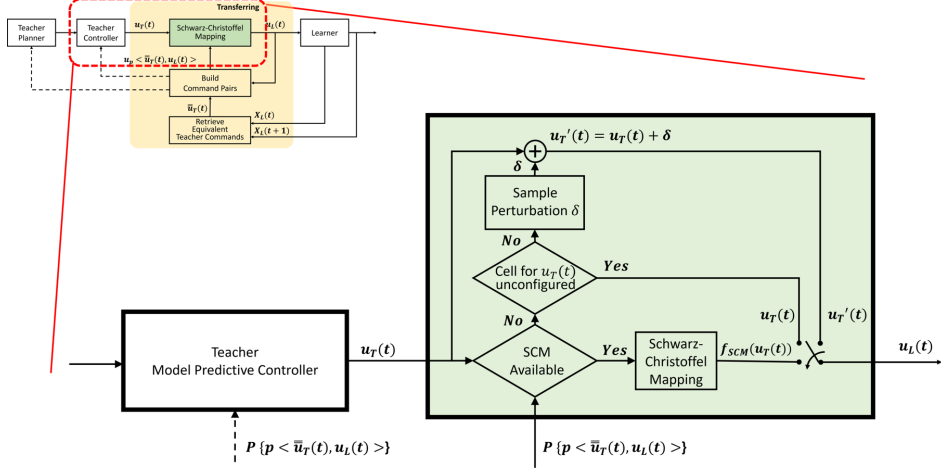 Transferring
Teacher
Planner
Teacher
Controller
u_T(t)
Schwarz-Christoffel
Mapping
u_L(t)
Learner
u_p < ū_T(t), u_L(t) >
Build
Command Pairs
ū_T(t)
Retrieve
Equivalent
Teacher Commands
X_L(t)
X_L(t+1)
u_T'(t) = u_T(t) + δ
δ
Sample
Perturbation δ
No
Cell for u_T(t)
unconfigured
Yes
No
u_T(t)
u_T'(t)
Teacher
Model Predictive Controller
u_T(t)
SCM
Available
Yes
Schwarz-
Christoffel
Mapping
f_SCM(u_T(t))
u_L(t)
P {p < ū̄_T(t), u_L(t) >}
P {p < ū̄_T(t), u_L(t) >}